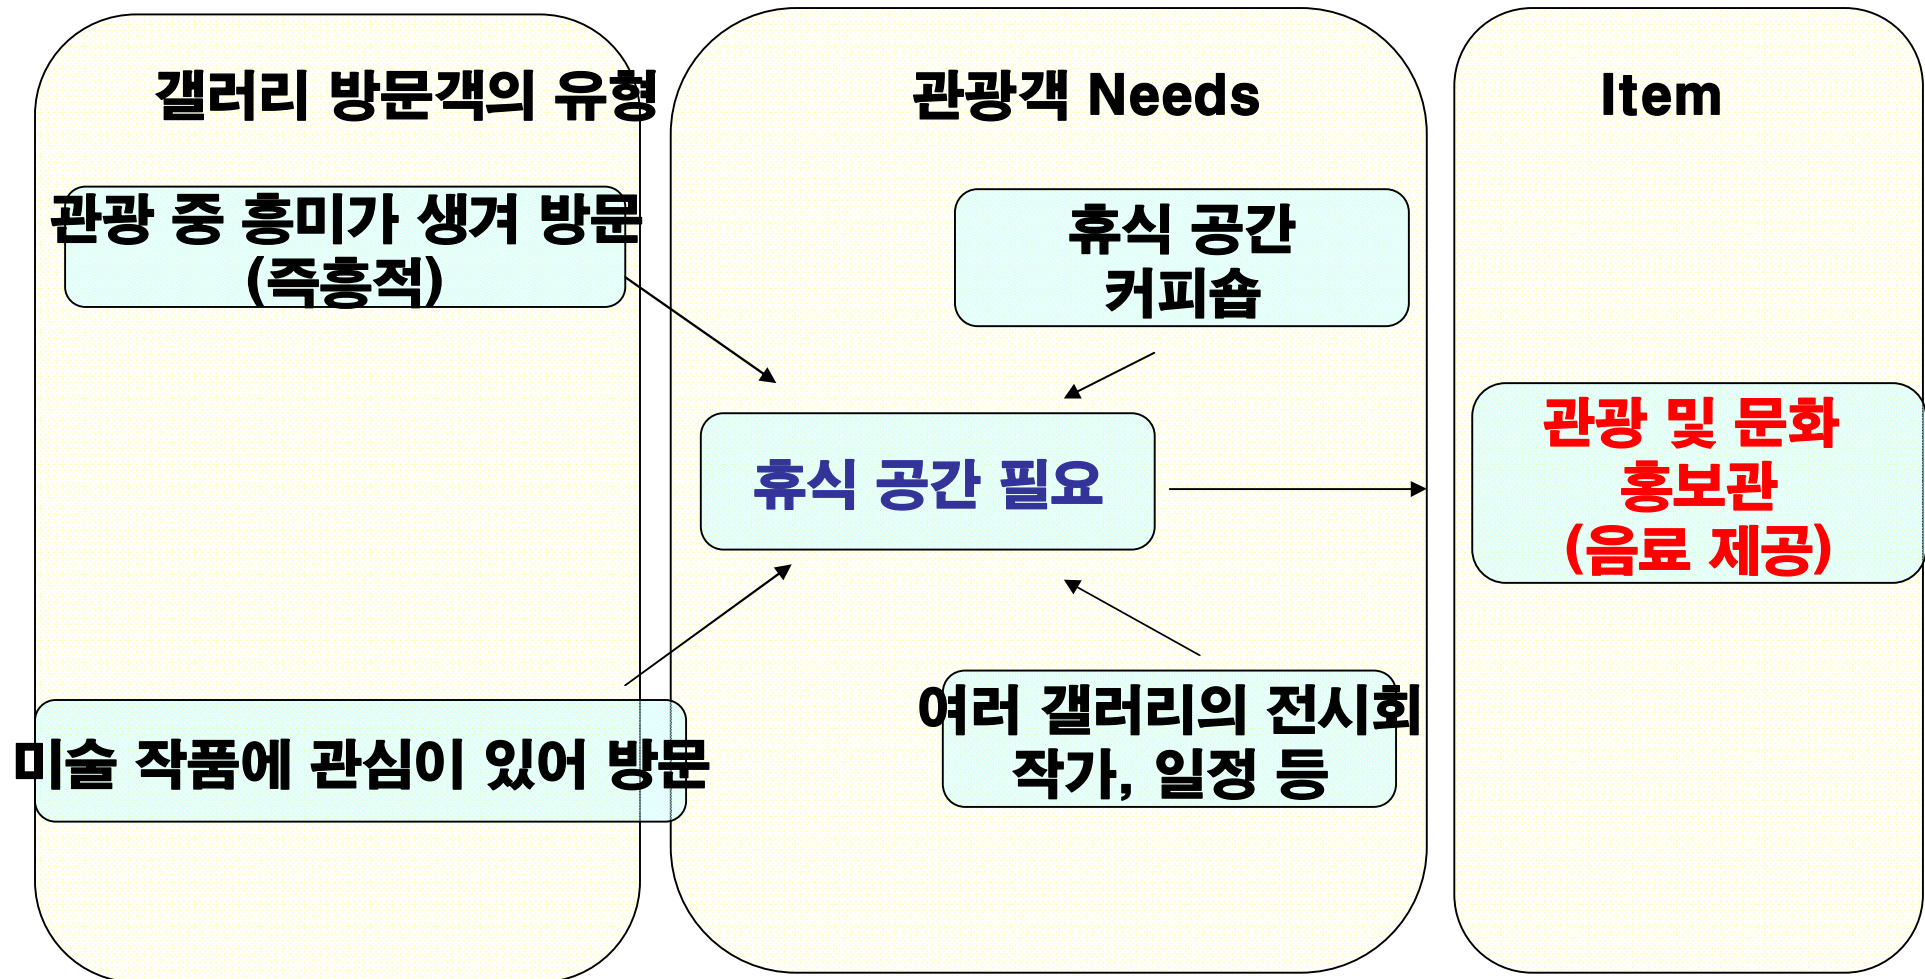 갤러리 방문객의 유형
관광 중 흥미가 생겨 방문
(즉흥적)
미술 작품에 관심이 있어 방문
관광객 Needs
휴식 공간
커피숍
휴식 공간 필요
여러 갤러리의 전시회
작가, 일정 등
Item
관광 및 문화
홍보관
(음료 제공)